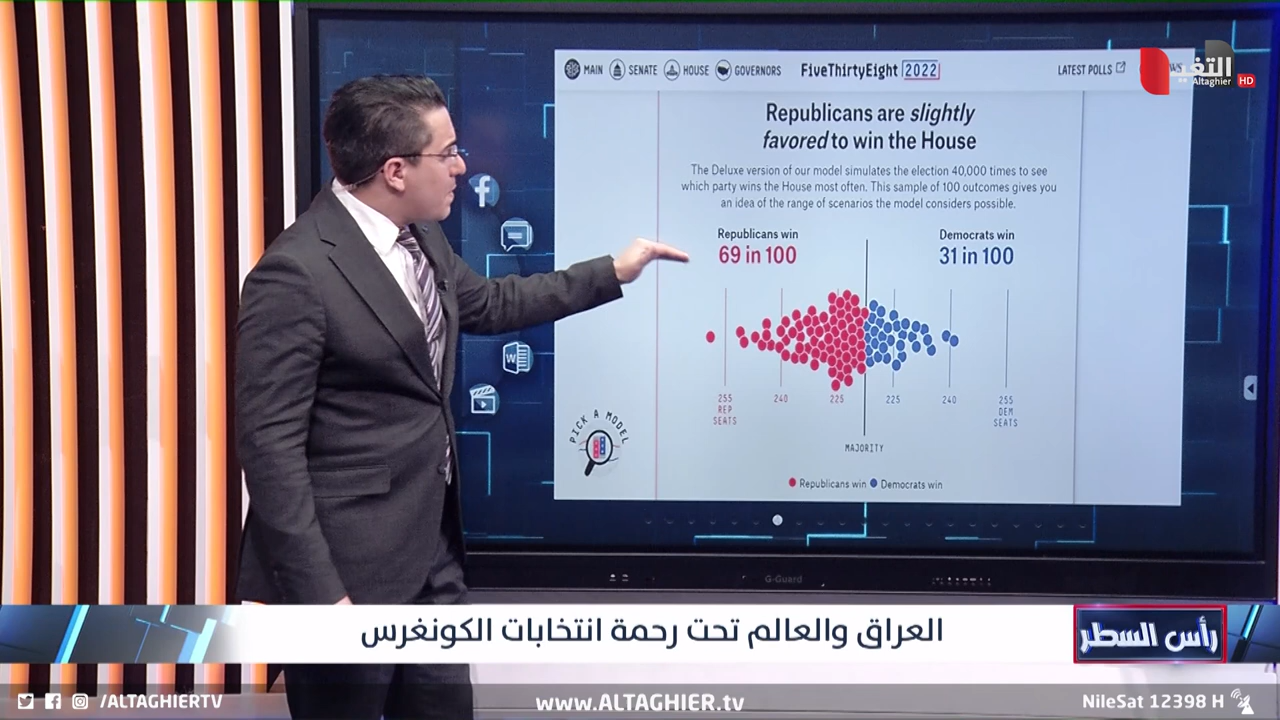 MAIN SENATE HOUSE GOVERNORS FiveThirtyEight 2022 LATEST POLLS
التغيير
Altaghier HD
Republicans are slightly
favored to win the House
The Deluxe version of our model simulates the election 40,000 times to see
which party wins the House most often. This sample of 100 outcomes gives you
an idea of the range of scenarios the model considers possible.
Republicans win
69 in 100
Democrats win
31 in 100
255
REP
SEATS
240
225
225
240
255
DEM
SEATS
MAJORITY
PICK A MODEL
Republicans win Democrats win
G-Guard
العراق والعالم تحت رحمة انتخابات الكونغرس
رأس السطر
/ALTAGHIERTV
www.ALTAGHIER.tv
NileSat 12398 H